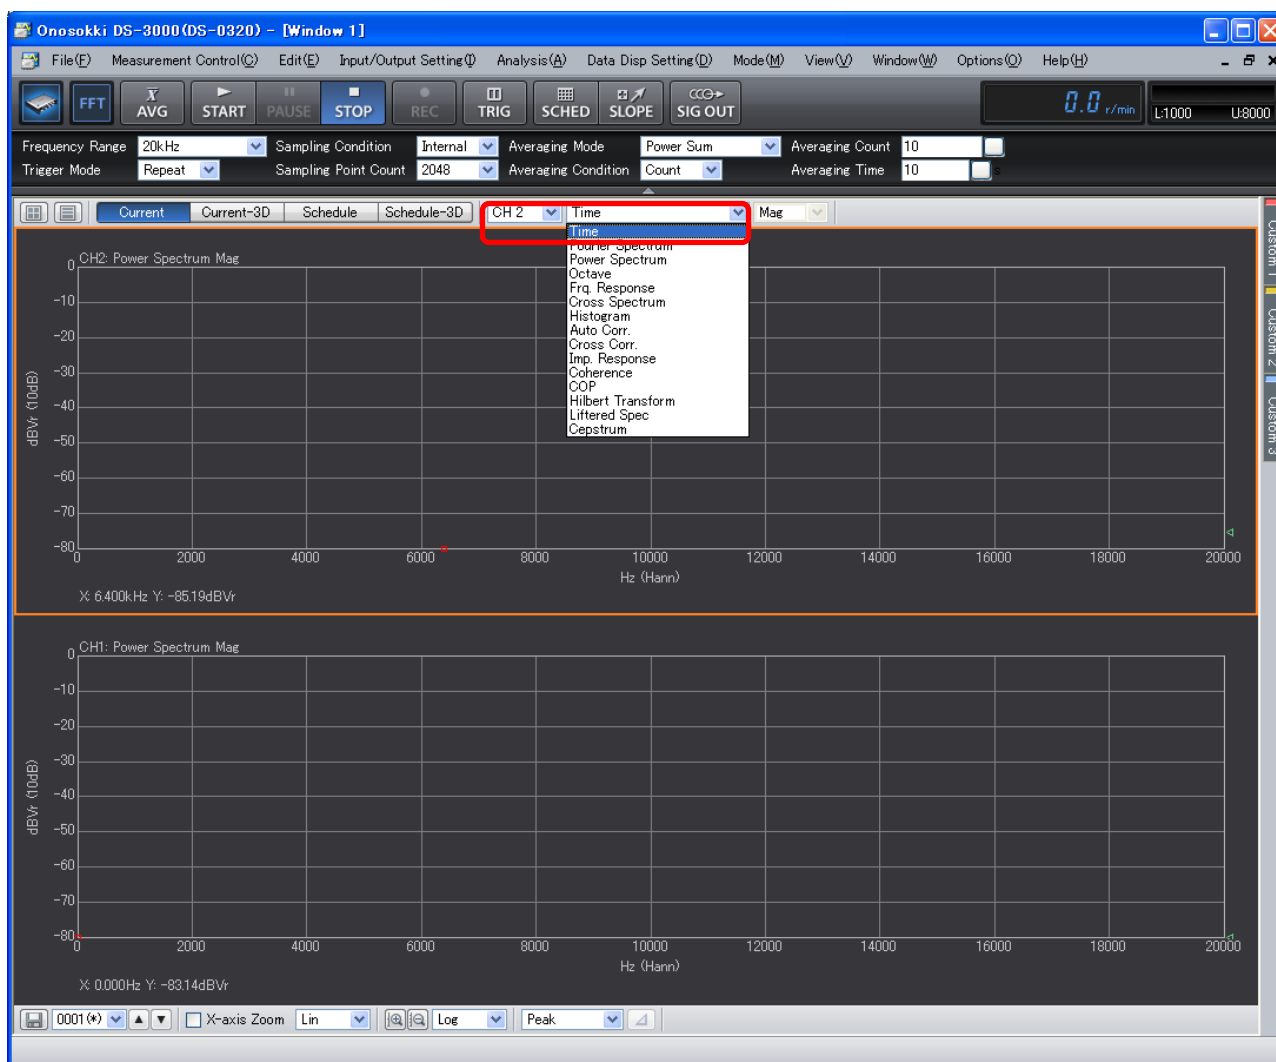 Onosokki DS-3000(DS-0320) - [Window 1]
File(F) Measurement Control(C) Edit(E) Input/Output Setting(I) Analysis(A) Data Disp Setting(D) Mode(M) View(V) Window(W) Options(O) Help(H)
FFT AVG START PAUSE STOP REC TRIG SCHED SLOPE SIG OUT 0.0 r/min L:1000 U:8000
Frequency Range 20kHz Sampling Condition Internal Averaging Mode Power Sum Averaging Count 10
Trigger Mode Repeat Sampling Point Count 2048 Averaging Condition Count Averaging Time 10 s
Current Current-3D Schedule Schedule-3D CH 2 Time Mag
Time
Fourier Spectrum
Power Spectrum
Octave
Frq. Response
Cross Spectrum
Histogram
Auto Corr.
Cross Corr.
Imp. Response
Coherence
COP
Hilbert Transform
Liftered Spec
Cepstrum
Custom 1
Custom 2
Custom 3
CH2: Power Spectrum Mag
0
-10
-20
-30
-40
-50
-60
-70
-80
dBVr (10dB)
0 2000 4000 6000 8000 10000 12000 14000 16000 18000 20000
Hz (Hann)
X: 6.400kHz Y: -85.19dBVr
CH1: Power Spectrum Mag
0
-10
-20
-30
-40
-50
-60
-70
-80
dBVr (10dB)
0 2000 4000 6000 8000 10000 12000 14000 16000 18000 20000
Hz (Hann)
X: 0.000Hz Y: -83.14dBVr
0001(*) X-axis Zoom Lin Log Peak